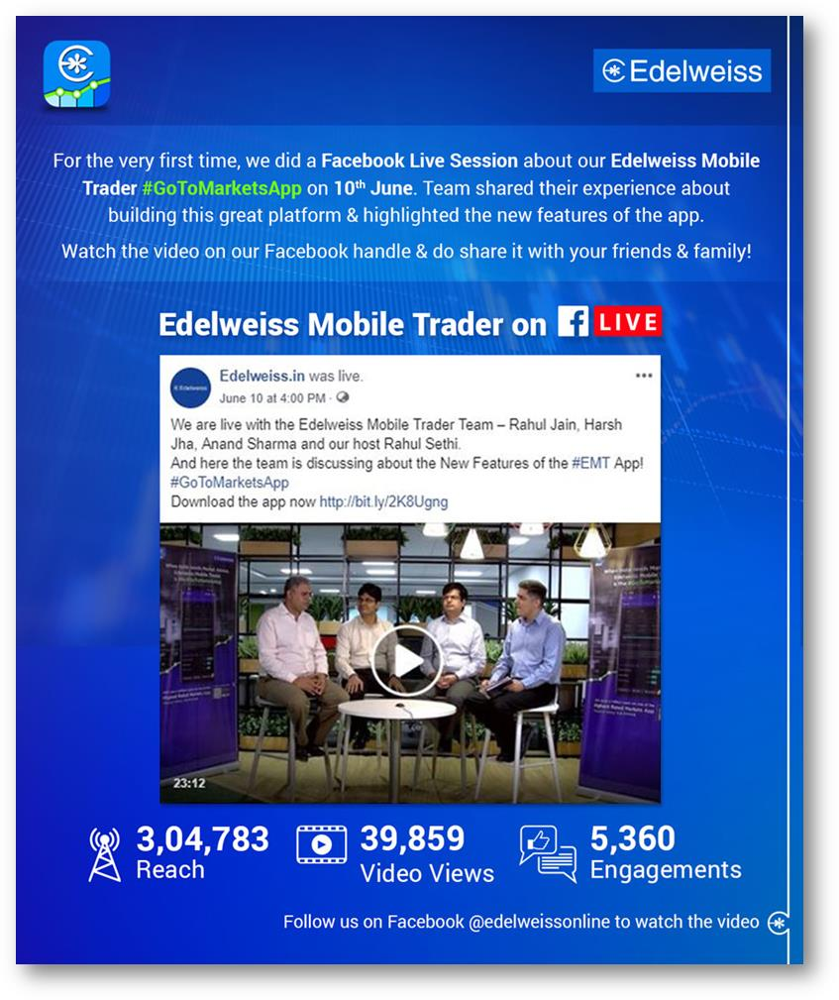 Edelweiss
For the very first time, we did a Facebook Live Session about our Edelweiss Mobile
Trader #GoToMarketsApp on 10th June. Team shared their experience about
building this great platform & highlighted the new features of the app.
Watch the video on our Facebook handle & do share it with your friends & family!
Edelweiss Mobile Trader on f LIVE
Edelweiss.in was live.
June 10 at 4:00 PM ·
Edelweiss
We are live with the Edelweiss Mobile Trader Team – Rahul Jain, Harsh
Jha, Anand Sharma and our host Rahul Sethi.
And here the team is discussing about the New Features of the #EMT App!
#GoToMarketsApp
Download the app now http://bit.ly/2K8Ugng
23:12
3,04,783
Reach
39,859
Video Views
5,360
Engagements
Follow us on Facebook @edelweissonline to watch the video